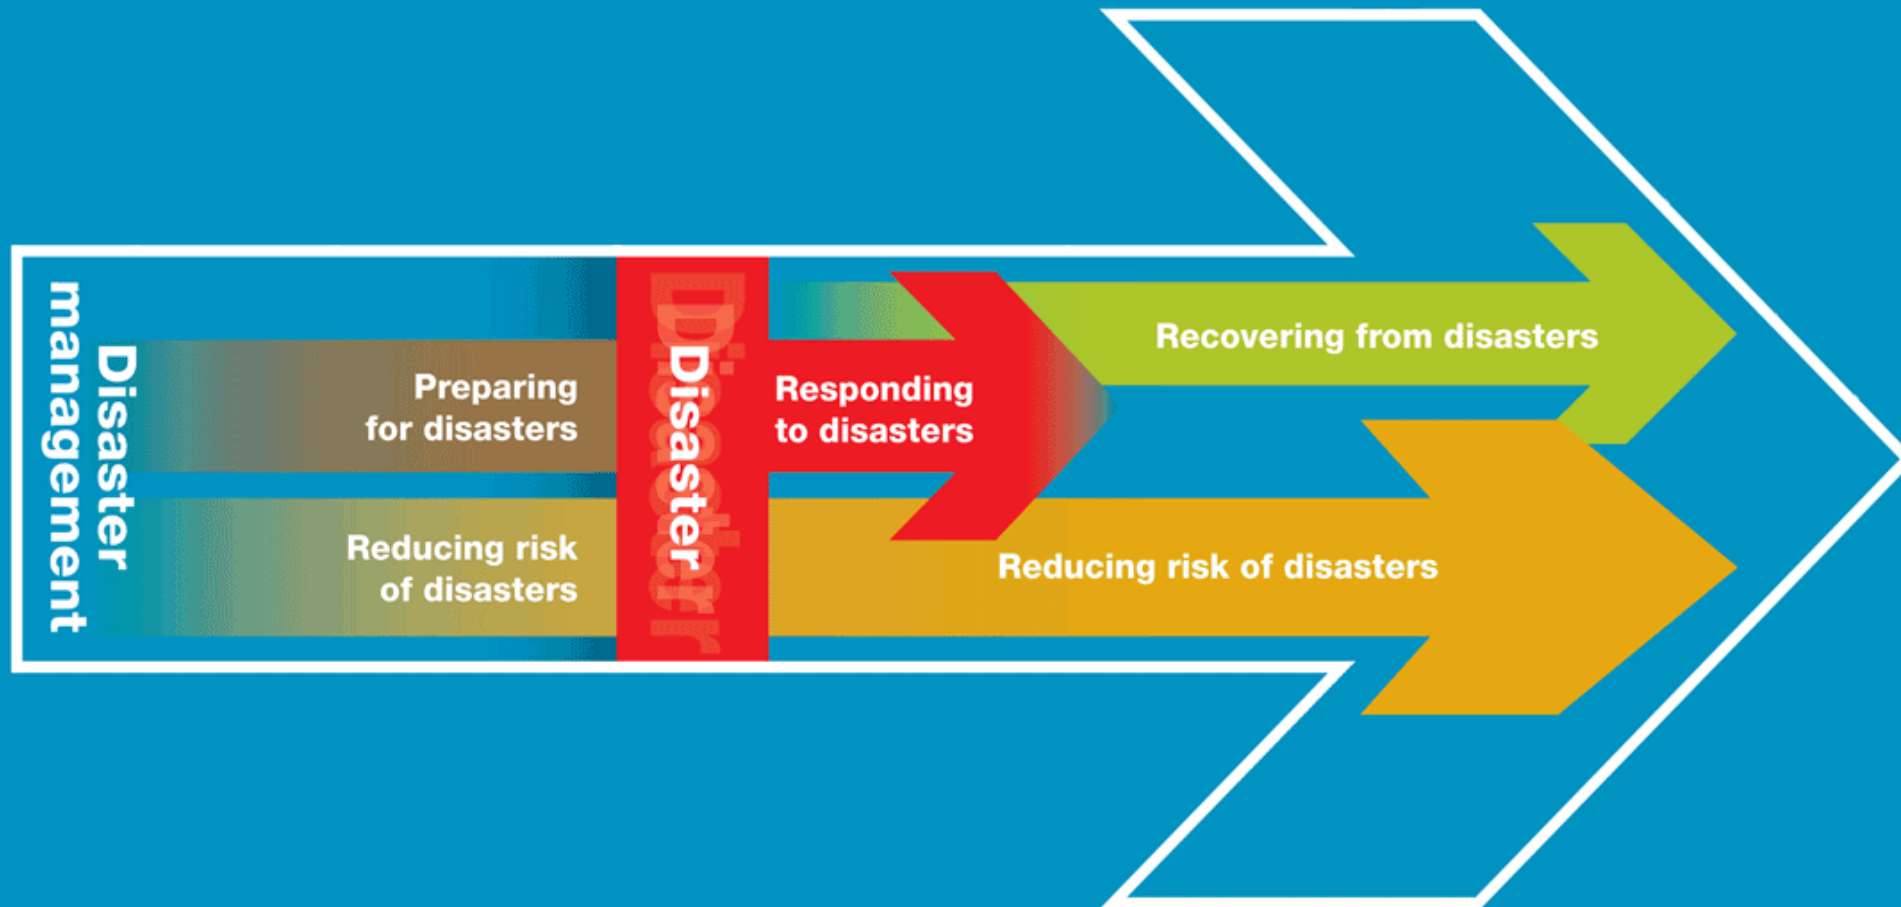 Disaster
management
Preparing
for disasters
Reducing risk
of disasters
Disaster
Responding
to disasters
Recovering from disasters
Reducing risk of disasters